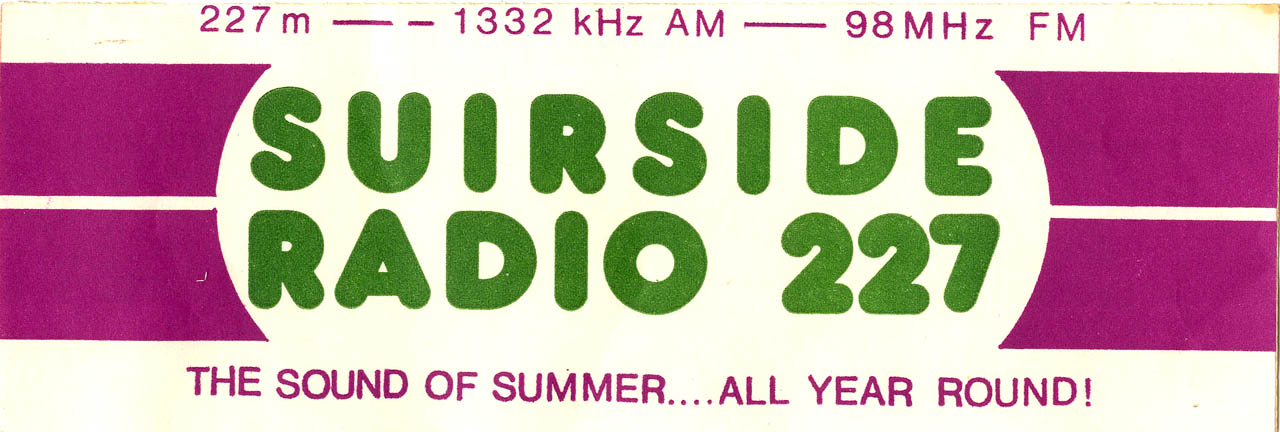 227m — – 1332 kHz AM — 98MHz FM
SUIRSIDE
RADIO 227
THE SOUND OF SUMMER....ALL YEAR ROUND!